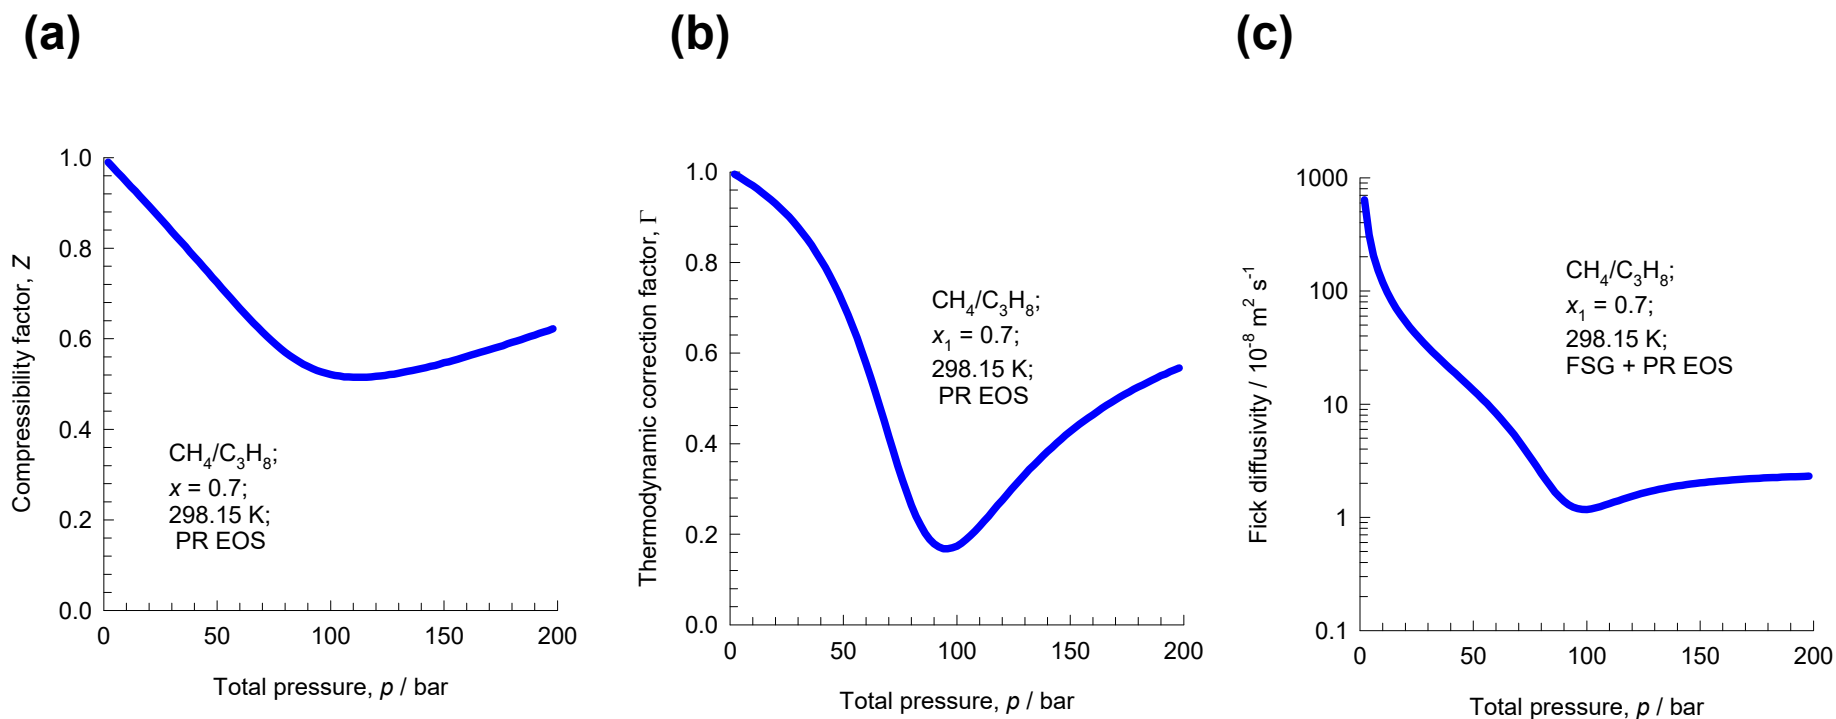 (a)
(b)
(c)
Compressibility factor, Z
1.0
0.8
0.6
0.4
0.2
0.0
CH₄/C₃H₈;
x = 0.7;
298.15 K;
PR EOS
0 50 100 150 200
Total pressure, p / bar
Thermodynamic correction factor, Γ
1.0
0.8
0.6
0.4
0.2
0.0
CH₄/C₃H₈;
x₁ = 0.7;
298.15 K;
PR EOS
0 50 100 150 200
Total pressure, p / bar
Fick diffusivity / 10⁻⁸ m² s⁻¹
1000
100
10
1
0.1
CH₄/C₃H₈;
x₁ = 0.7;
298.15 K;
FSG + PR EOS
0 50 100 150 200
Total pressure, p / bar